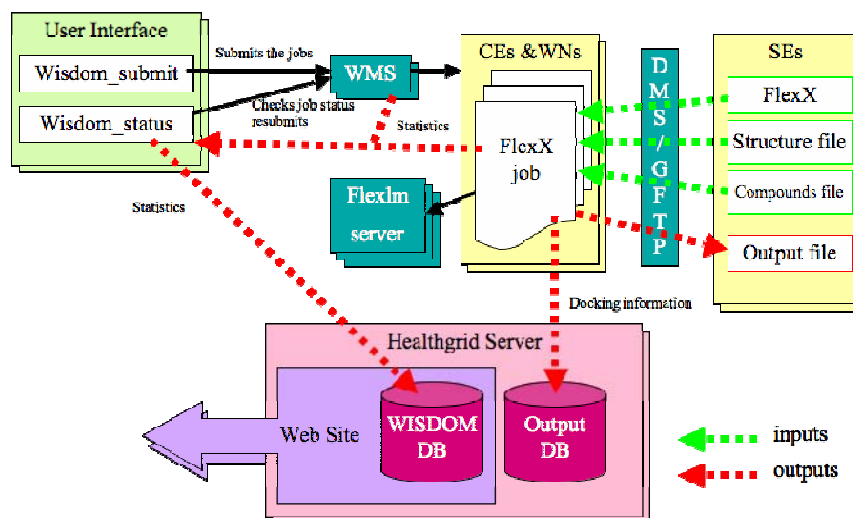 User Interface
Wisdom_submit
Wisdom_status
Submits the jobs
WMS
Checks job status
resubmits
Statistics
Statistics
CEs &WNs
FlexX
job
Flexlm
server
D
M
S
/
G
F
T
P
SEs
FlexX
Structure file
Compounds file
Output file
Docking information
Healthgrid Server
Web Site
WISDOM
DB
Output
DB
inputs
outputs